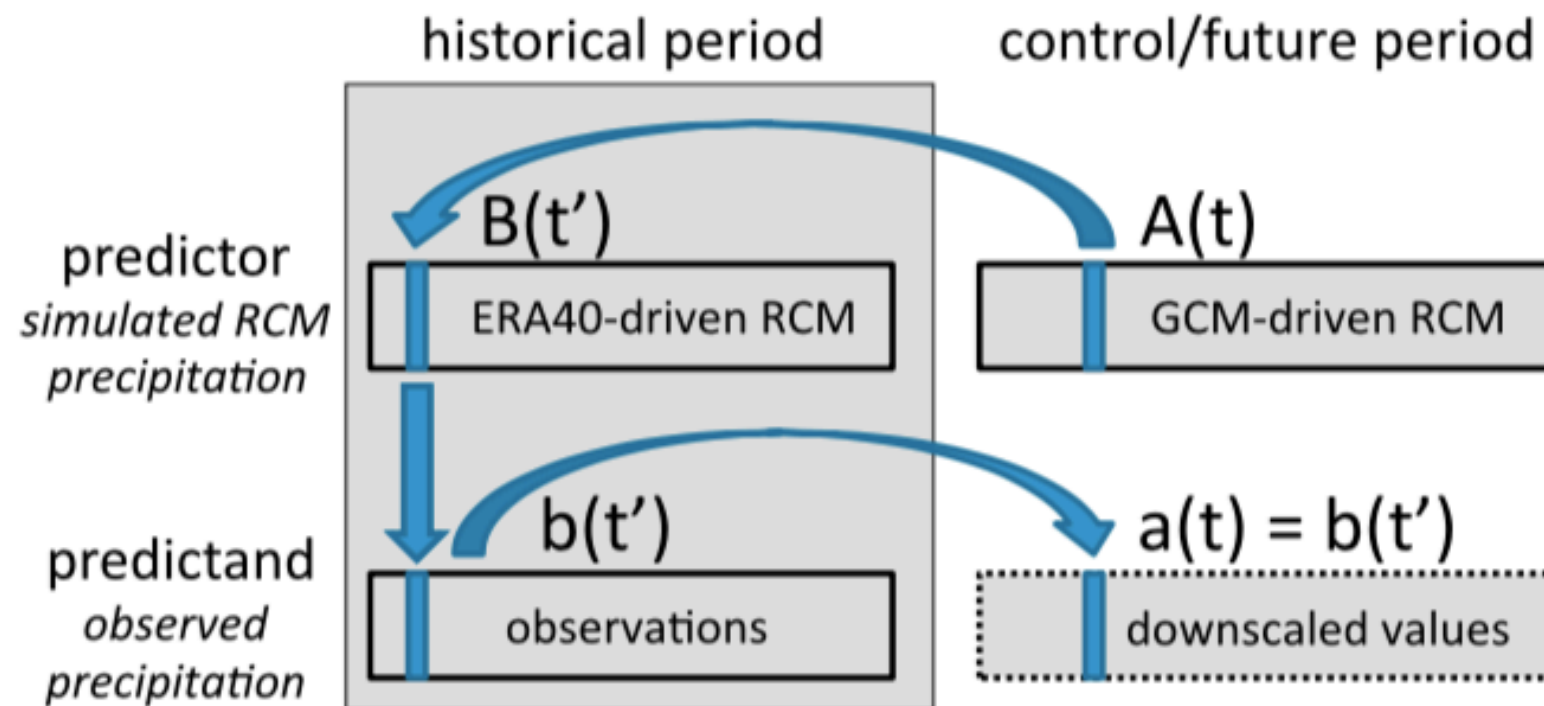 historical period
control/future period
B(t’)
A(t)
predictor
simulated RCM
precipitation
ERA40-driven RCM
GCM-driven RCM
b(t’)
a(t) = b(t’)
predictand
observed
precipitation
observations
downscaled values